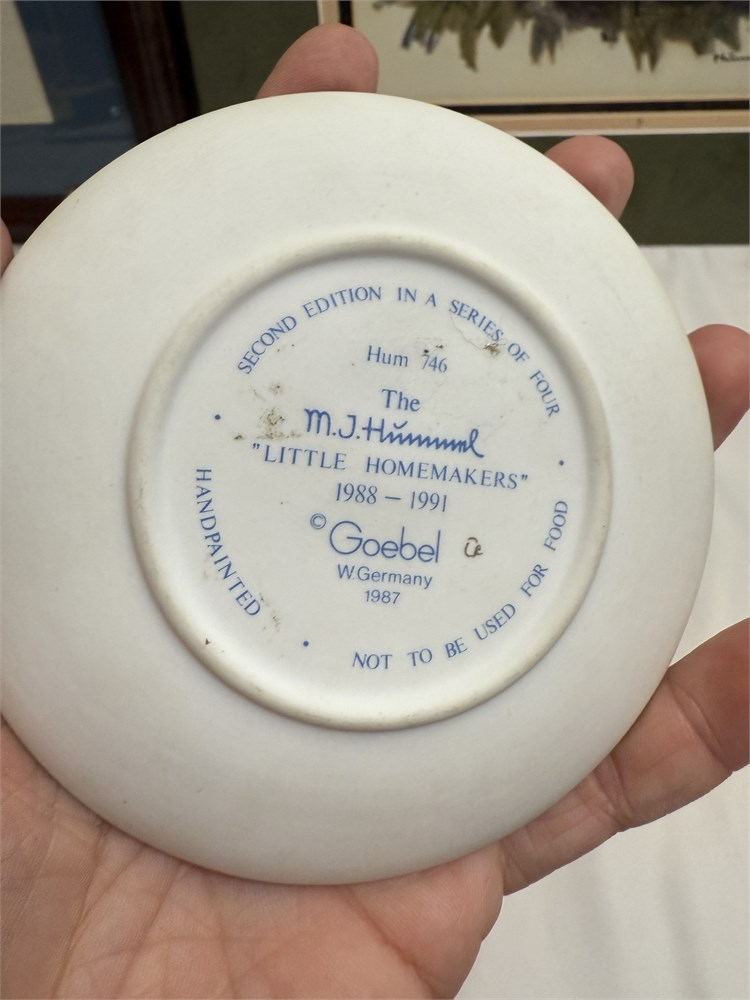 SECOND EDITION IN A SERIES OF FOUR
Hum 746
The
M.J.Hummel
"LITTLE HOMEMAKERS"
1988 – 1991
© Goebel
W.Germany
1987
HANDPAINTED
NOT TO BE USED FOR FOOD